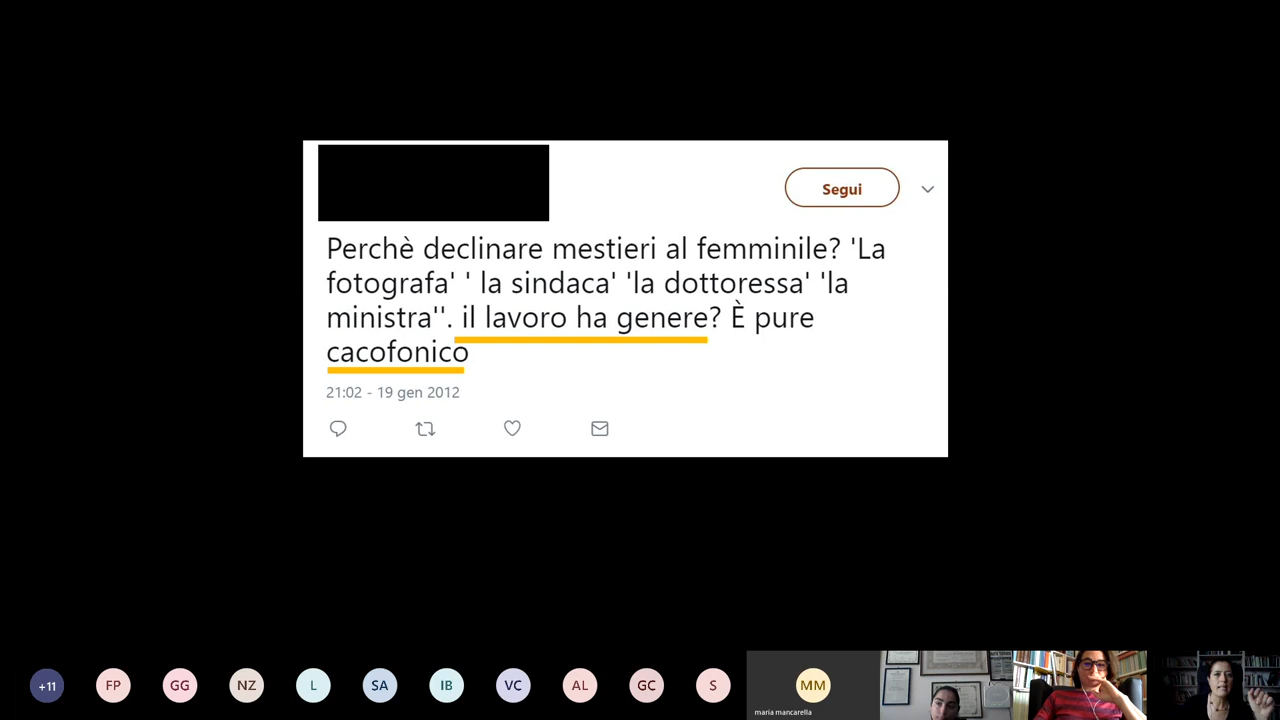 Segui
Perchè declinare mestieri al femminile? 'La
fotografa' ' la sindaca' 'la dottoressa' 'la
ministra''. il lavoro ha genere? È pure
cacofonico
21:02 - 19 gen 2012
+11 FP GG NZ L SA IB VC AL GC S MM
maria mancarella